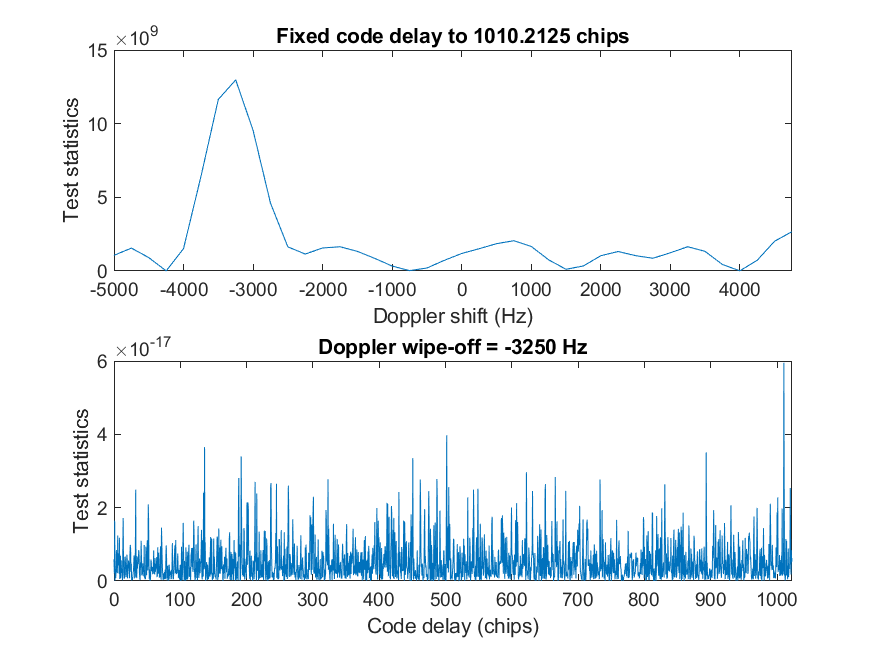 ×10^9
Fixed code delay to 1010.2125 chips
15
10
5
0
Test statistics
-5000 -4000 -3000 -2000 -1000 0 1000 2000 3000 4000
Doppler shift (Hz)
×10^-17
Doppler wipe-off = -3250 Hz
6
4
2
0
Test statistics
0 100 200 300 400 500 600 700 800 900 1000
Code delay (chips)